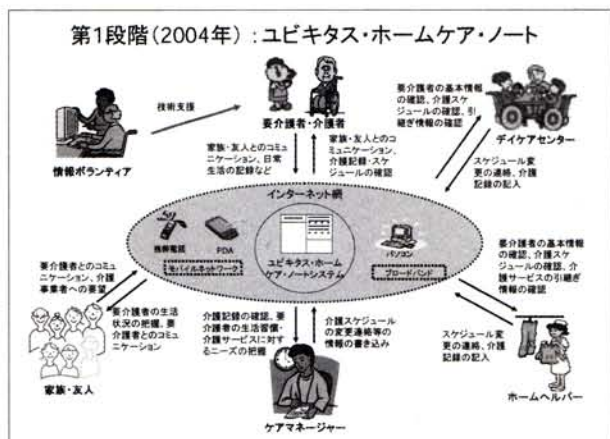 第1段階(2004年):ユビキタス・ホームケア・ノート
技術支援
情報ボランティア
要介護者・介護者
要介護者の基本情報
の確認、介護スケ
ジュールの確認、引
継ぎ情報の確認
デイケアセンター
家族・友人とのコミュ
ニケーション、日常
生活の記録など
家族・友人とのコ
ミュニケーション、
介護記録・スケ
ジュールの確認
スケジュール変
更の連絡、介護
記録の記入
インターネット網
携帯電話
PDA
モバイルネットワーク
ユビキタス・ホーム
ケア・ノートシステム
パソコン
ブロードバンド
要介護者とのコミュ
ニケーション、介護
事業者への要望
要介護者の生活
状況の把握、要
介護者とのコミュ
ニケーション
家族・友人
介護記録の確認、要
介護者の生活習慣・
介護サービスに対す
るニーズの把握
介護スケジュール
の変更連絡等の
情報の書き込み
ケアマネージャー
要介護者の基本情報
の確認、介護スケ
ジュールの確認、介
護サービスの引継ぎ
情報の確認
スケジュール変
更の連絡、介護
記録の記入
ホームヘルパー